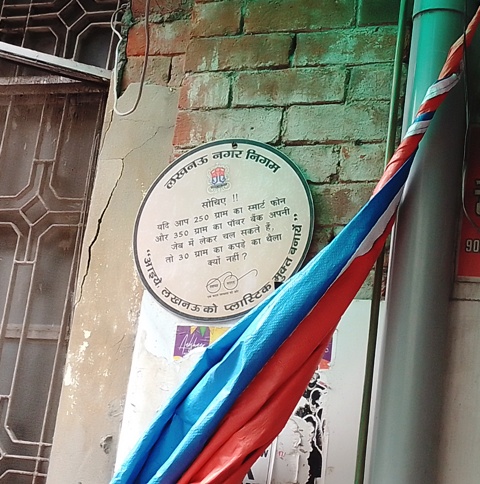 लखनऊ नगर निगम
सोचिए !!
यदि आप 250 ग्राम का स्मार्ट फोन
और 350 ग्राम का पॉवर बैंक अपनी
जेब में लेकर चल सकते हैं,
तो 30 ग्राम का कपड़े का थैला
क्यों नहीं ?
"आइये, लखनऊ को प्लास्टिक मुक्त बनायें"
90